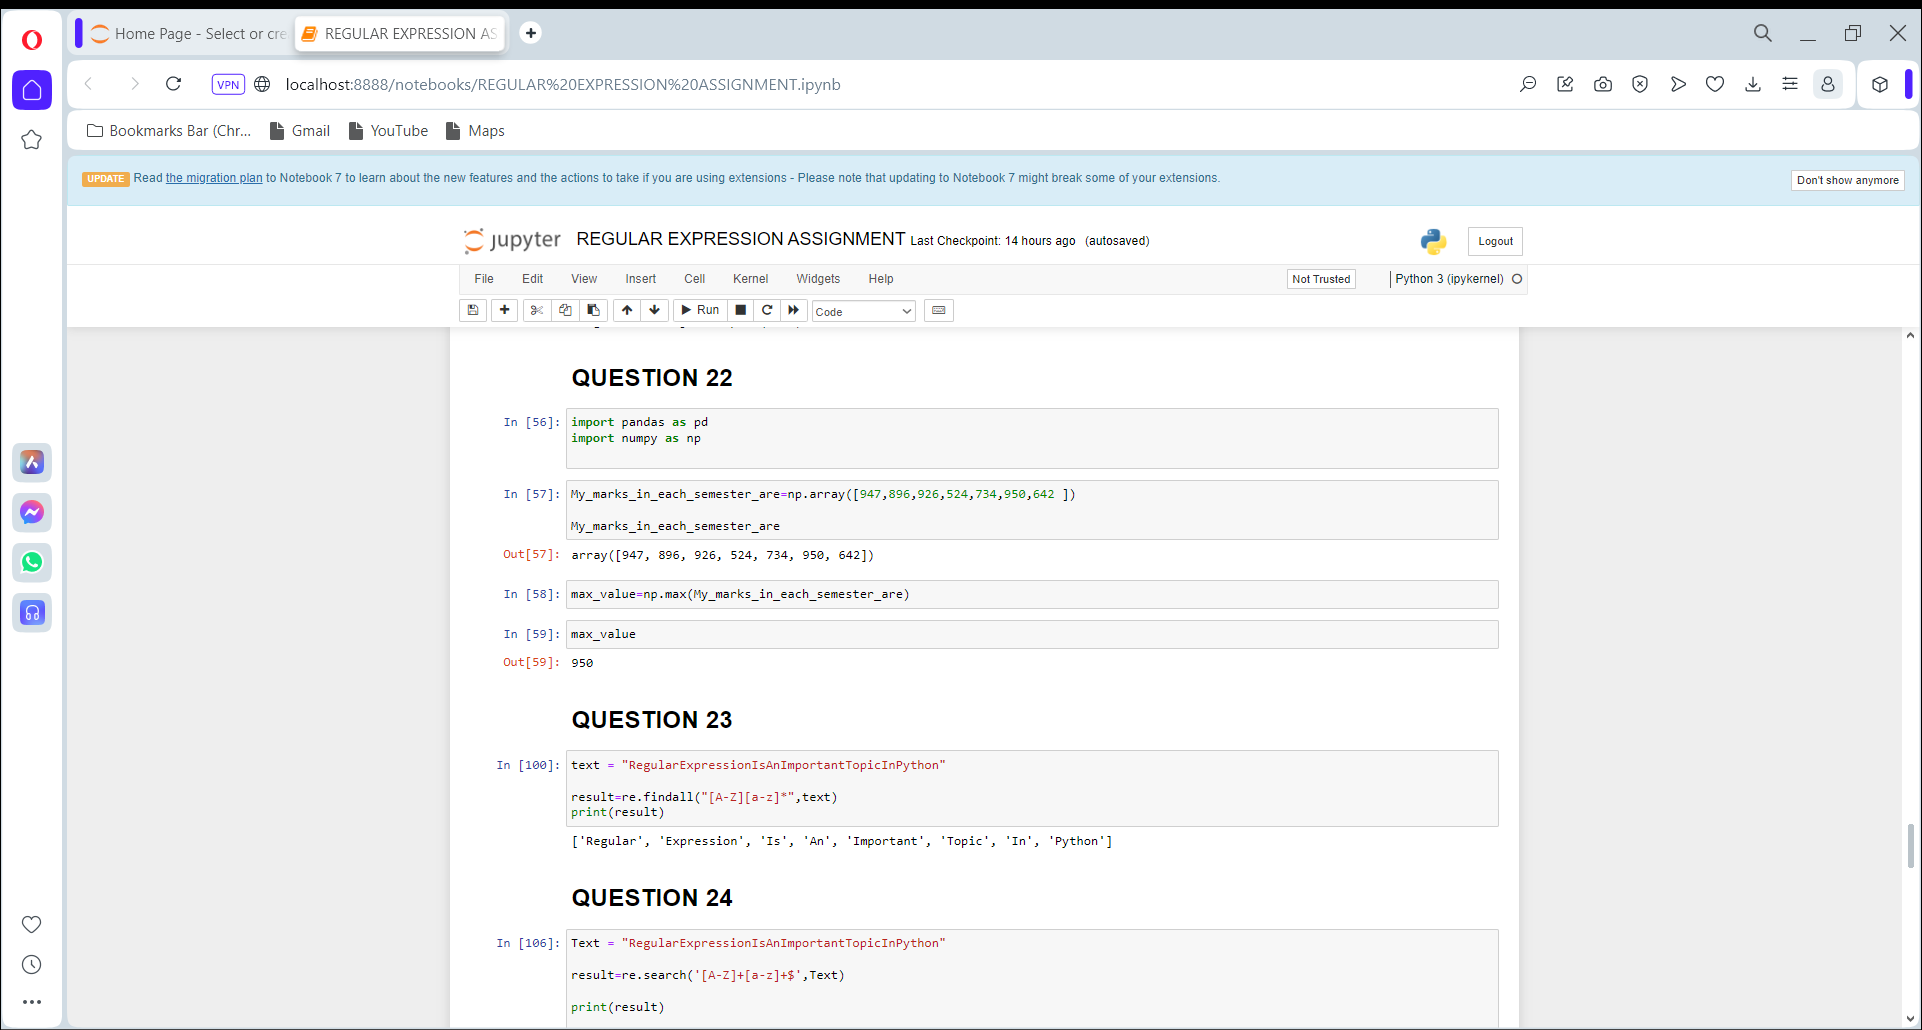 Home Page - Select or cre
REGULAR EXPRESSION AS
VPN
localhost:8888/notebooks/REGULAR%20EXPRESSION%20ASSIGNMENT.ipynb
Bookmarks Bar (Chr... Gmail YouTube Maps
UPDATE Read the migration plan to Notebook 7 to learn about the new features and the actions to take if you are using extensions - Please note that updating to Notebook 7 might break some of your extensions.
Don't show anymore
jupyter REGULAR EXPRESSION ASSIGNMENT Last Checkpoint: 14 hours ago (autosaved)
Logout
File Edit View Insert Cell Kernel Widgets Help
Not Trusted
Python 3 (ipykernel)
Run
Code
QUESTION 22
In [56]: import pandas as pd
import numpy as np
In [57]: My_marks_in_each_semester_are=np.array([947,896,926,524,734,950,642 ])
My_marks_in_each_semester_are
Out[57]: array([947, 896, 926, 524, 734, 950, 642])
In [58]: max_value=np.max(My_marks_in_each_semester_are)
In [59]: max_value
Out[59]: 950
QUESTION 23
In [100]: text = "RegularExpressionIsAnImportantTopicInPython"
result=re.findall("[A-Z][a-z]*",text)
print(result)
['Regular', 'Expression', 'Is', 'An', 'Important', 'Topic', 'In', 'Python']
QUESTION 24
In [106]: Text = "RegularExpressionIsAnImportantTopicInPython"
result=re.search('[A-Z]+[a-z]+$',Text)
print(result)